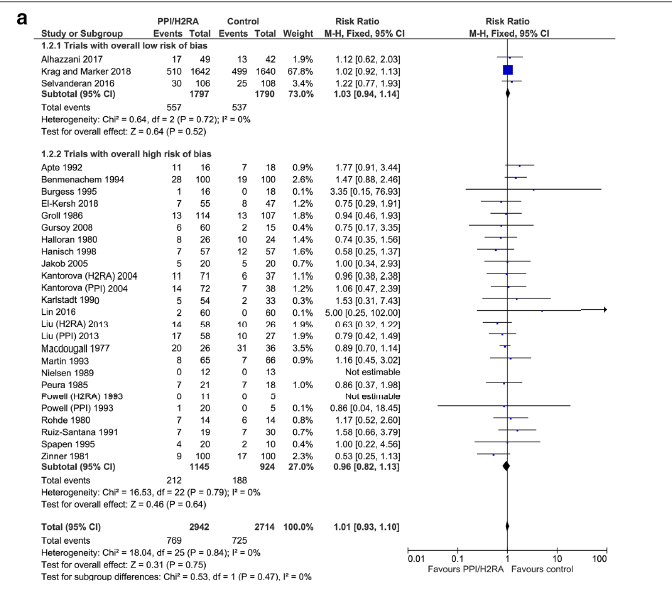 a
PPI/H2RA Control Risk Ratio Risk Ratio
Study or Subgroup Events Total Events Total Weight M-H, Fixed, 95% CI M-H, Fixed, 95% CI
1.2.1 Trials with overall low risk of bias
Alhazzani 2017 17 49 13 42 1.9% 1.12 [0.62, 2.03]
Krag and Marker 2018 510 1642 499 1640 67.8% 1.02 [0.92, 1.13]
Selvanderan 2016 30 106 25 108 3.4% 1.22 [0.77, 1.93]
Subtotal (95% CI) 1797 1790 73.0% 1.03 [0.94, 1.14]
Total events 557 537
Heterogeneity: Chi² = 0.64, df = 2 (P = 0.72); I² = 0%
Test for overall effect: Z = 0.64 (P = 0.52)
1.2.2 Trials with overall high risk of bias
Apte 1992 11 16 7 18 0.9% 1.77 [0.91, 3.44]
Benmenachem 1994 28 100 19 100 2.6% 1.47 [0.88, 2.46]
Burgess 1995 1 16 0 18 0.1% 3.35 [0.15, 76.93]
El-Kersh 2018 7 55 8 47 1.2% 0.75 [0.29, 1.91]
Groll 1986 13 114 13 107 1.8% 0.94 [0.46, 1.93]
Gursoy 2008 6 60 2 15 0.4% 0.75 [0.17, 3.35]
Halloran 1980 8 26 10 24 1.4% 0.74 [0.35, 1.56]
Hanisch 1998 7 57 12 57 1.6% 0.58 [0.25, 1.37]
Jakob 2005 5 20 5 20 0.7% 1.00 [0.34, 2.93]
Kantorova (H2RA) 2004 11 71 6 37 1.1% 0.96 [0.38, 2.38]
Kantorova (PPI) 2004 14 72 7 38 1.2% 1.06 [0.47, 2.39]
Karlstadt 1990 5 54 2 33 0.3% 1.53 [0.31, 7.43]
Lin 2016 2 60 0 60 0.1% 5.00 [0.25, 102.00]
Liu (H2RA) 2013 14 58 10 26 1.9% 0.63 [0.32, 1.22]
Liu (PPI) 2013 17 58 10 27 1.9% 0.79 [0.42, 1.49]
Macdougall 1977 20 26 31 36 3.5% 0.89 [0.70, 1.14]
Martin 1993 8 65 7 66 0.9% 1.16 [0.45, 3.02]
Nielsen 1989 0 12 0 13 Not estimable
Peura 1985 7 21 7 18 1.0% 0.86 [0.37, 1.98]
Powell (H2RA) 1993 0 11 0 5 Not estimable
Powell (PPI) 1993 1 20 0 5 0.1% 0.86 [0.04, 18.45]
Rohde 1980 7 14 6 14 0.8% 1.17 [0.52, 2.60]
Ruiz-Santana 1991 7 19 7 30 0.7% 1.58 [0.66, 3.79]
Spapen 1995 4 20 2 10 0.4% 1.00 [0.22, 4.56]
Zinner 1981 9 100 17 100 2.3% 0.53 [0.25, 1.13]
Subtotal (95% CI) 1145 924 27.0% 0.96 [0.82, 1.13]
Total events 212 188
Heterogeneity: Chi² = 16.53, df = 22 (P = 0.79); I² = 0%
Test for overall effect: Z = 0.46 (P = 0.64)
Total (95% CI) 2942 2714 100.0% 1.01 [0.93, 1.10]
Total events 769 725
Heterogeneity: Chi² = 18.04, df = 25 (P = 0.84); I² = 0%
Test for overall effect: Z = 0.31 (P = 0.75)
Test for subgroup differences: Chi² = 0.53, df = 1 (P = 0.47), I² = 0%
0.01 0.1 1 10 100
Favours PPI/H2RA Favours control